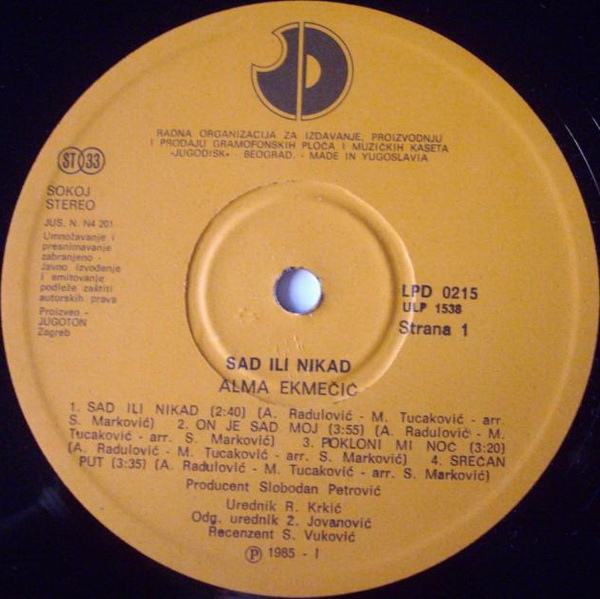 RADNA ORGANIZACIJA ZA IZDAVANJE, PROIZVODNJU
I PRODAJU GRAMOFONSKIH PLOČA I MUZIČKIH KASETA
«JUGODISK» - BEOGRAD. - MADE IN YUGOSLAVIA
ST 33
SOKOJ
STEREO
JUS. N. N4 201
Umnožavanje i
presnimavanje
zabranjeno -
Javno izvođenje
i emitovanje
podleže zaštiti
autorskih prava
Proizveo -
JUGOTON
Zagreb
LPD 0215
ULP 1538
Strana 1
SAD ILI NIKAD
ALMA EKMEČIĆ
1. SAD ILI NIKAD (2:40) (A. Radulović - M. Tucaković - arr.
S. Marković) 2. ON JE SAD MOJ (3:55) (A. Radulović - M.
Tucaković - arr. S. Marković) 3. POKLONI MI NOĆ (3:20)
(A. Radulović - M. Tucaković - arr. S. Marković) 4. SREĆAN
PUT (3:35) (A. Radulović - M. Tucaković - arr. S. Marković)
Producent Slobodan Petrović
Urednik R. Krkić
Odg. urednik Z. Jovanović
Recenzent S. Vuković
Ⓟ 1985 - I